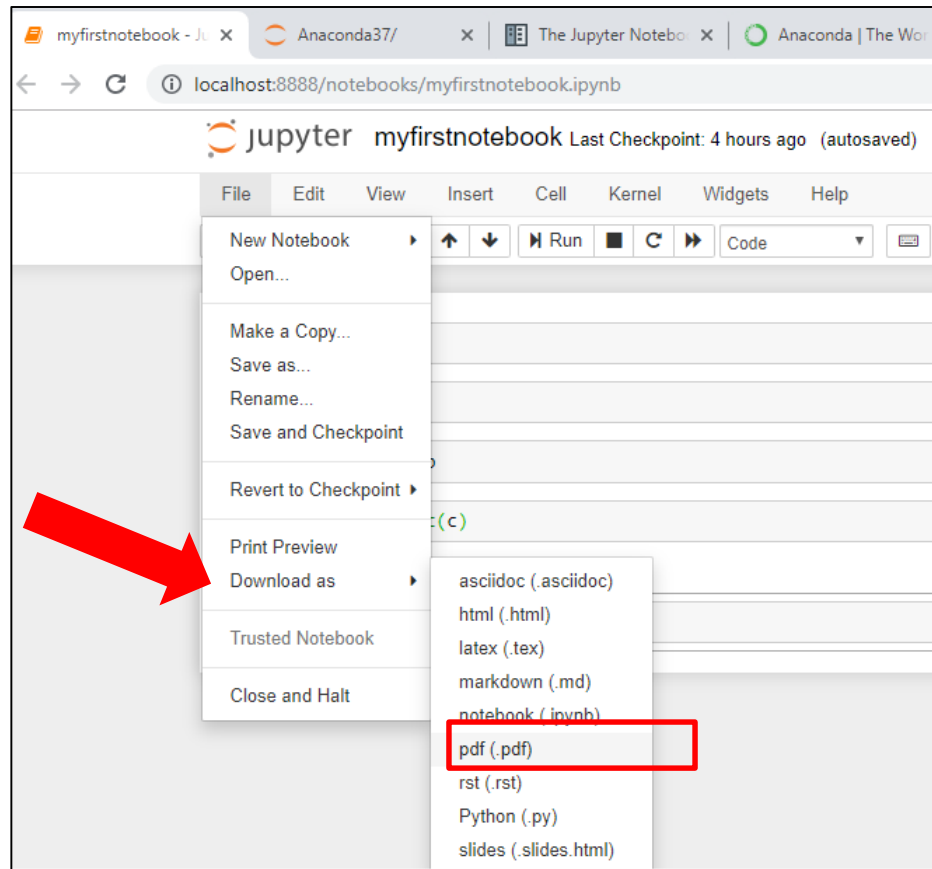 myfirstnotebook - Ju
Anaconda37/
The Jupyter Notebo
Anaconda | The Wor
localhost:8888/notebooks/myfirstnotebook.ipynb
jupyter myfirstnotebook Last Checkpoint: 4 hours ago (autosaved)
File Edit View Insert Cell Kernel Widgets Help
New Notebook
Run
Code
Open...
Make a Copy...
Save as...
Rename...
Save and Checkpoint
Revert to Checkpoint
(c)
Print Preview
Download as
asciidoc (.asciidoc)
html (.html)
Trusted Notebook
latex (.tex)
markdown (.md)
Close and Halt
notebook (.ipynb)
pdf (.pdf)
rst (.rst)
Python (.py)
slides (.slides.html)